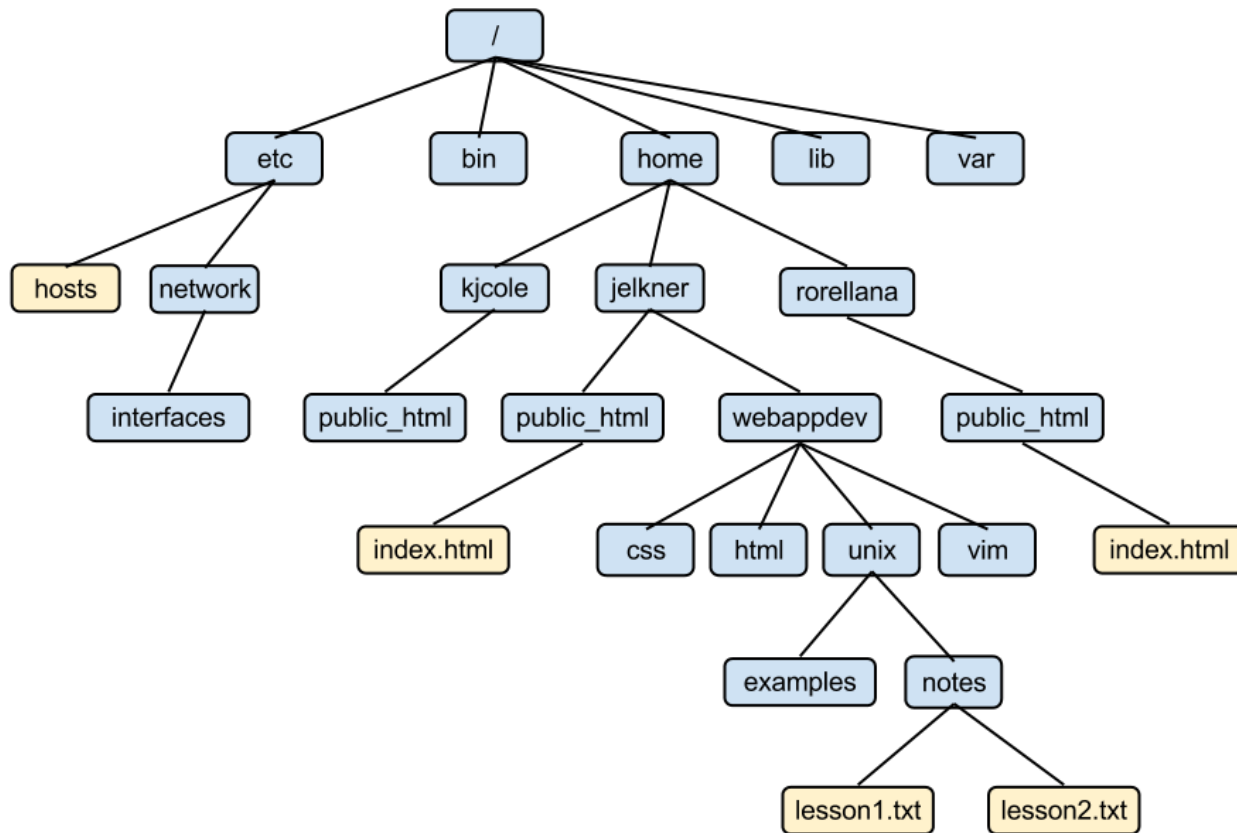 /
etc
bin
home
lib
var
hosts
network
kjcole
jelkner
rorellana
interfaces
public_html
public_html
webappdev
public_html
index.html
css
html
unix
vim
index.html
examples
notes
lesson1.txt
lesson2.txt